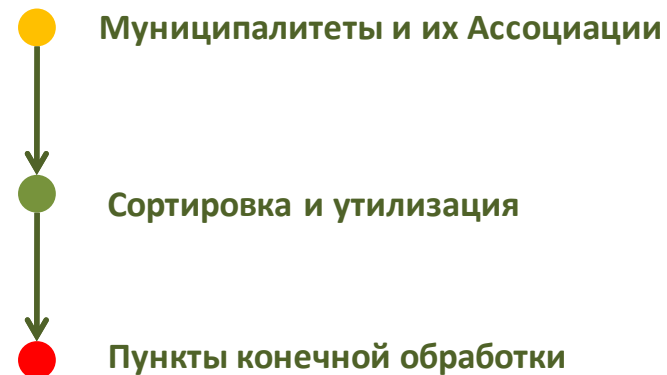 Муниципалитеты и их Ассоциации
Сортировка и утилизация
Пункты конечной обработки